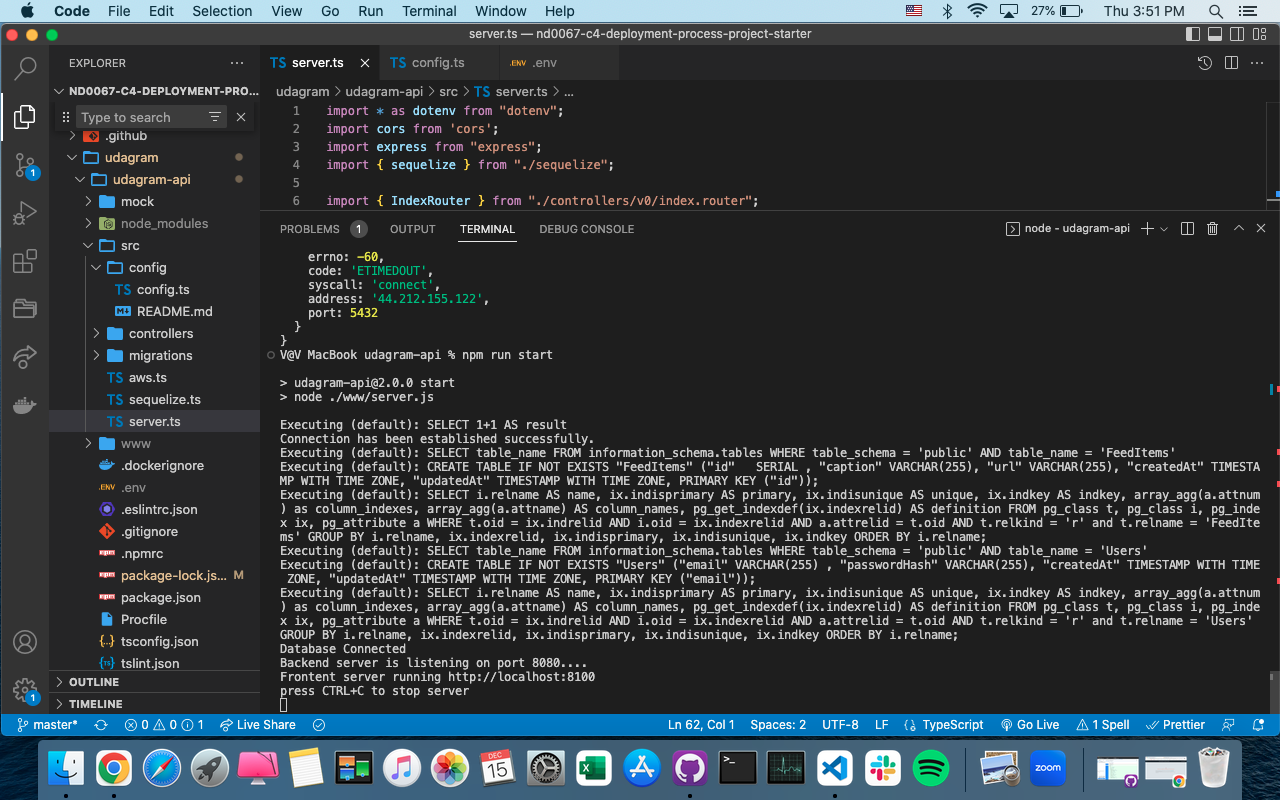 Code File Edit Selection View Go Run Terminal Window Help 27% Thu 3:51 PM
server.ts — nd0067-c4-deployment-process-project-starter
EXPLORER
TS server.ts TS config.ts .ENV .env
ND0067-C4-DEPLOYMENT-PRO...
udagram > udagram-api > src > TS server.ts > ...
Type to search
.github
udagram
udagram-api
mock
node_modules
src
config
TS config.ts
README.md
controllers
migrations
TS aws.ts
TS sequelize.ts
TS server.ts
www
.dockerignore
.ENV .env
.eslintrc.json
.gitignore
.npmrc
package-lock.js... M
package.json
Procfile
tsconfig.json
tslint.json
OUTLINE
TIMELINE
1
1
1 import * as dotenv from "dotenv";
2 import cors from 'cors';
3 import express from "express";
4 import { sequelize } from "./sequelize";
5
6 import { IndexRouter } from "./controllers/v0/index.router";
PROBLEMS 1 OUTPUT TERMINAL DEBUG CONSOLE node - udagram-api
errno: -60,
code: 'ETIMEDOUT',
syscall: 'connect',
address: '44.212.155.122',
port: 5432
}
}
V@V MacBook udagram-api % npm run start
> udagram-api@2.0.0 start
> node ./www/server.js
Executing (default): SELECT 1+1 AS result
Connection has been established successfully.
Executing (default): SELECT table_name FROM information_schema.tables WHERE table_schema = 'public' AND table_name = 'FeedItems'
Executing (default): CREATE TABLE IF NOT EXISTS "FeedItems" ("id"   SERIAL , "caption" VARCHAR(255), "url" VARCHAR(255), "createdAt" TIMESTA
MP WITH TIME ZONE, "updatedAt" TIMESTAMP WITH TIME ZONE, PRIMARY KEY ("id"));
Executing (default): SELECT i.relname AS name, ix.indisprimary AS primary, ix.indisunique AS unique, ix.indkey AS indkey, array_agg(a.attnum
) as column_indexes, array_agg(a.attname) AS column_names, pg_get_indexdef(ix.indexrelid) AS definition FROM pg_class t, pg_class i, pg_inde
x ix, pg_attribute a WHERE t.oid = ix.indrelid AND i.oid = ix.indexrelid AND a.attrelid = t.oid AND t.relkind = 'r' and t.relname = 'FeedIte
ms' GROUP BY i.relname, ix.indexrelid, ix.indisprimary, ix.indisunique, ix.indkey ORDER BY i.relname;
Executing (default): SELECT table_name FROM information_schema.tables WHERE table_schema = 'public' AND table_name = 'Users'
Executing (default): CREATE TABLE IF NOT EXISTS "Users" ("email" VARCHAR(255) , "passwordHash" VARCHAR(255), "createdAt" TIMESTAMP WITH TIME
ZONE, "updatedAt" TIMESTAMP WITH TIME ZONE, PRIMARY KEY ("email"));
Executing (default): SELECT i.relname AS name, ix.indisprimary AS primary, ix.indisunique AS unique, ix.indkey AS indkey, array_agg(a.attnum
) as column_indexes, array_agg(a.attname) AS column_names, pg_get_indexdef(ix.indexrelid) AS definition FROM pg_class t, pg_class i, pg_inde
x ix, pg_attribute a WHERE t.oid = ix.indrelid AND i.oid = ix.indexrelid AND a.attrelid = t.oid AND t.relkind = 'r' and t.relname = 'Users'
GROUP BY i.relname, ix.indexrelid, ix.indisprimary, ix.indisunique, ix.indkey ORDER BY i.relname;
Database Connected
Backend server is listening on port 8080....
Frontent server running http://localhost:8100
press CTRL+C to stop server
master* 0 0 1 Live Share Ln 62, Col 1 Spaces: 2 UTF-8 LF TypeScript Go Live 1 Spell Prettier
DEC
15
zoom